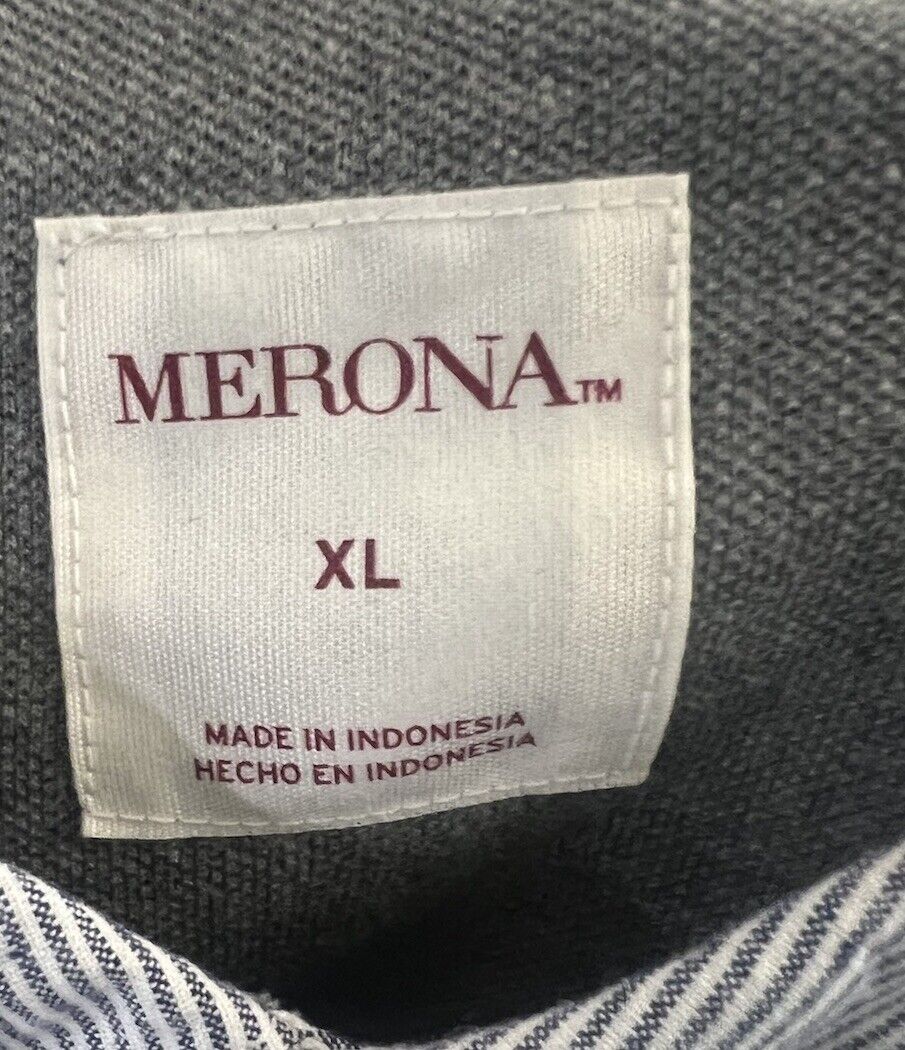 MERONA™
XL
MADE IN INDONESIA
HECHO EN INDONESIA